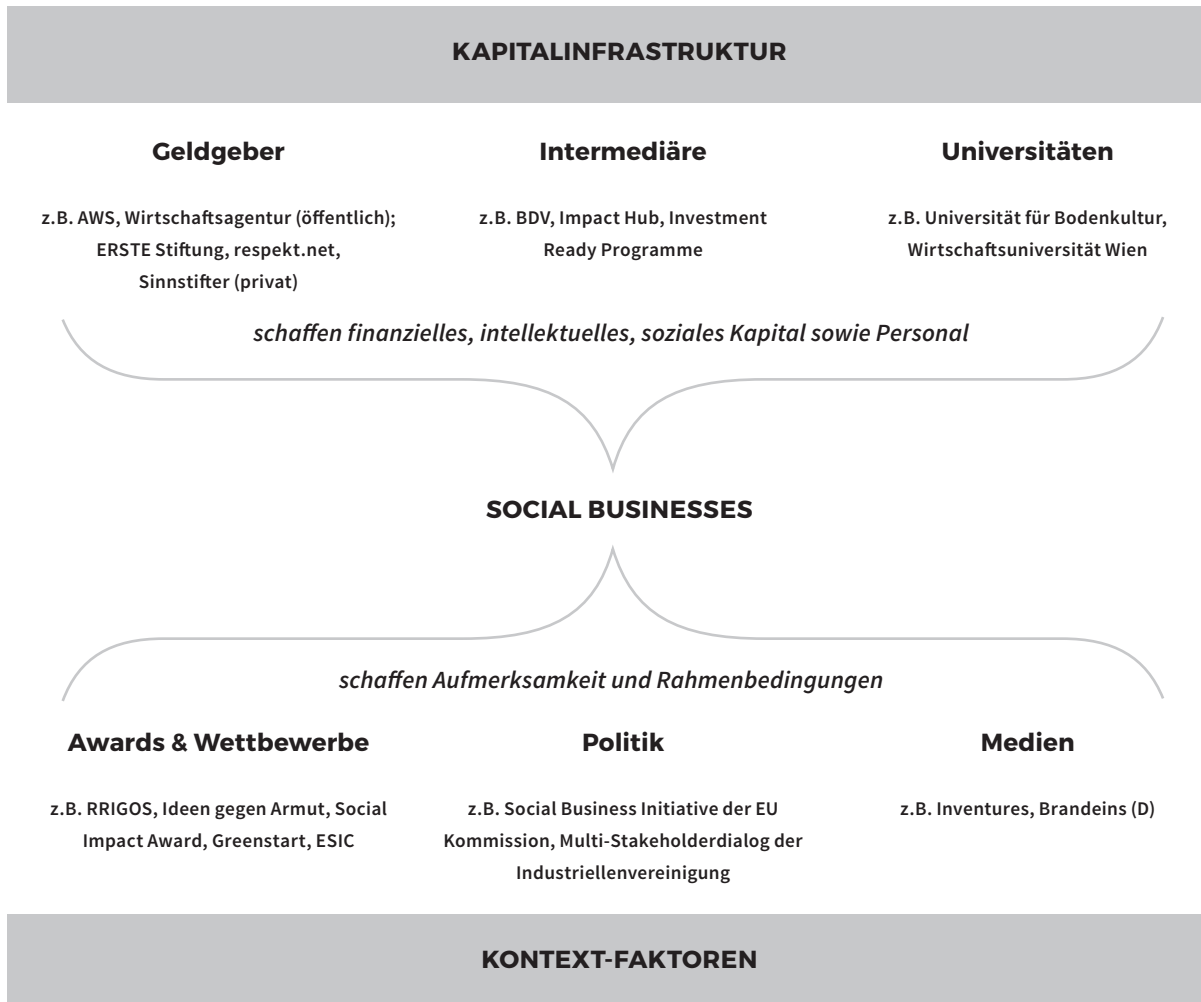 KAPITALINFRASTRUKTUR
Geldgeber
z.B. AWS, Wirtschaftsagentur (öffentlich);
ERSTE Stiftung, respekt.net,
Sinnstifter (privat)
Intermediäre
z.B. BDV, Impact Hub, Investment
Ready Programme
Universitäten
z.B. Universität für Bodenkultur,
Wirtschaftsuniversität Wien
schaffen finanzielles, intellektuelles, soziales Kapital sowie Personal
SOCIAL BUSINESSES
schaffen Aufmerksamkeit und Rahmenbedingungen
Awards & Wettbewerbe
z.B. RRIGOS, Ideen gegen Armut, Social
Impact Award, Greenstart, ESIC
Politik
z.B. Social Business Initiative der EU
Kommission, Multi-Stakeholderdialog der
Industriellenvereinigung
Medien
z.B. Inventures, Brandeins (D)
KONTEXT-FAKTOREN